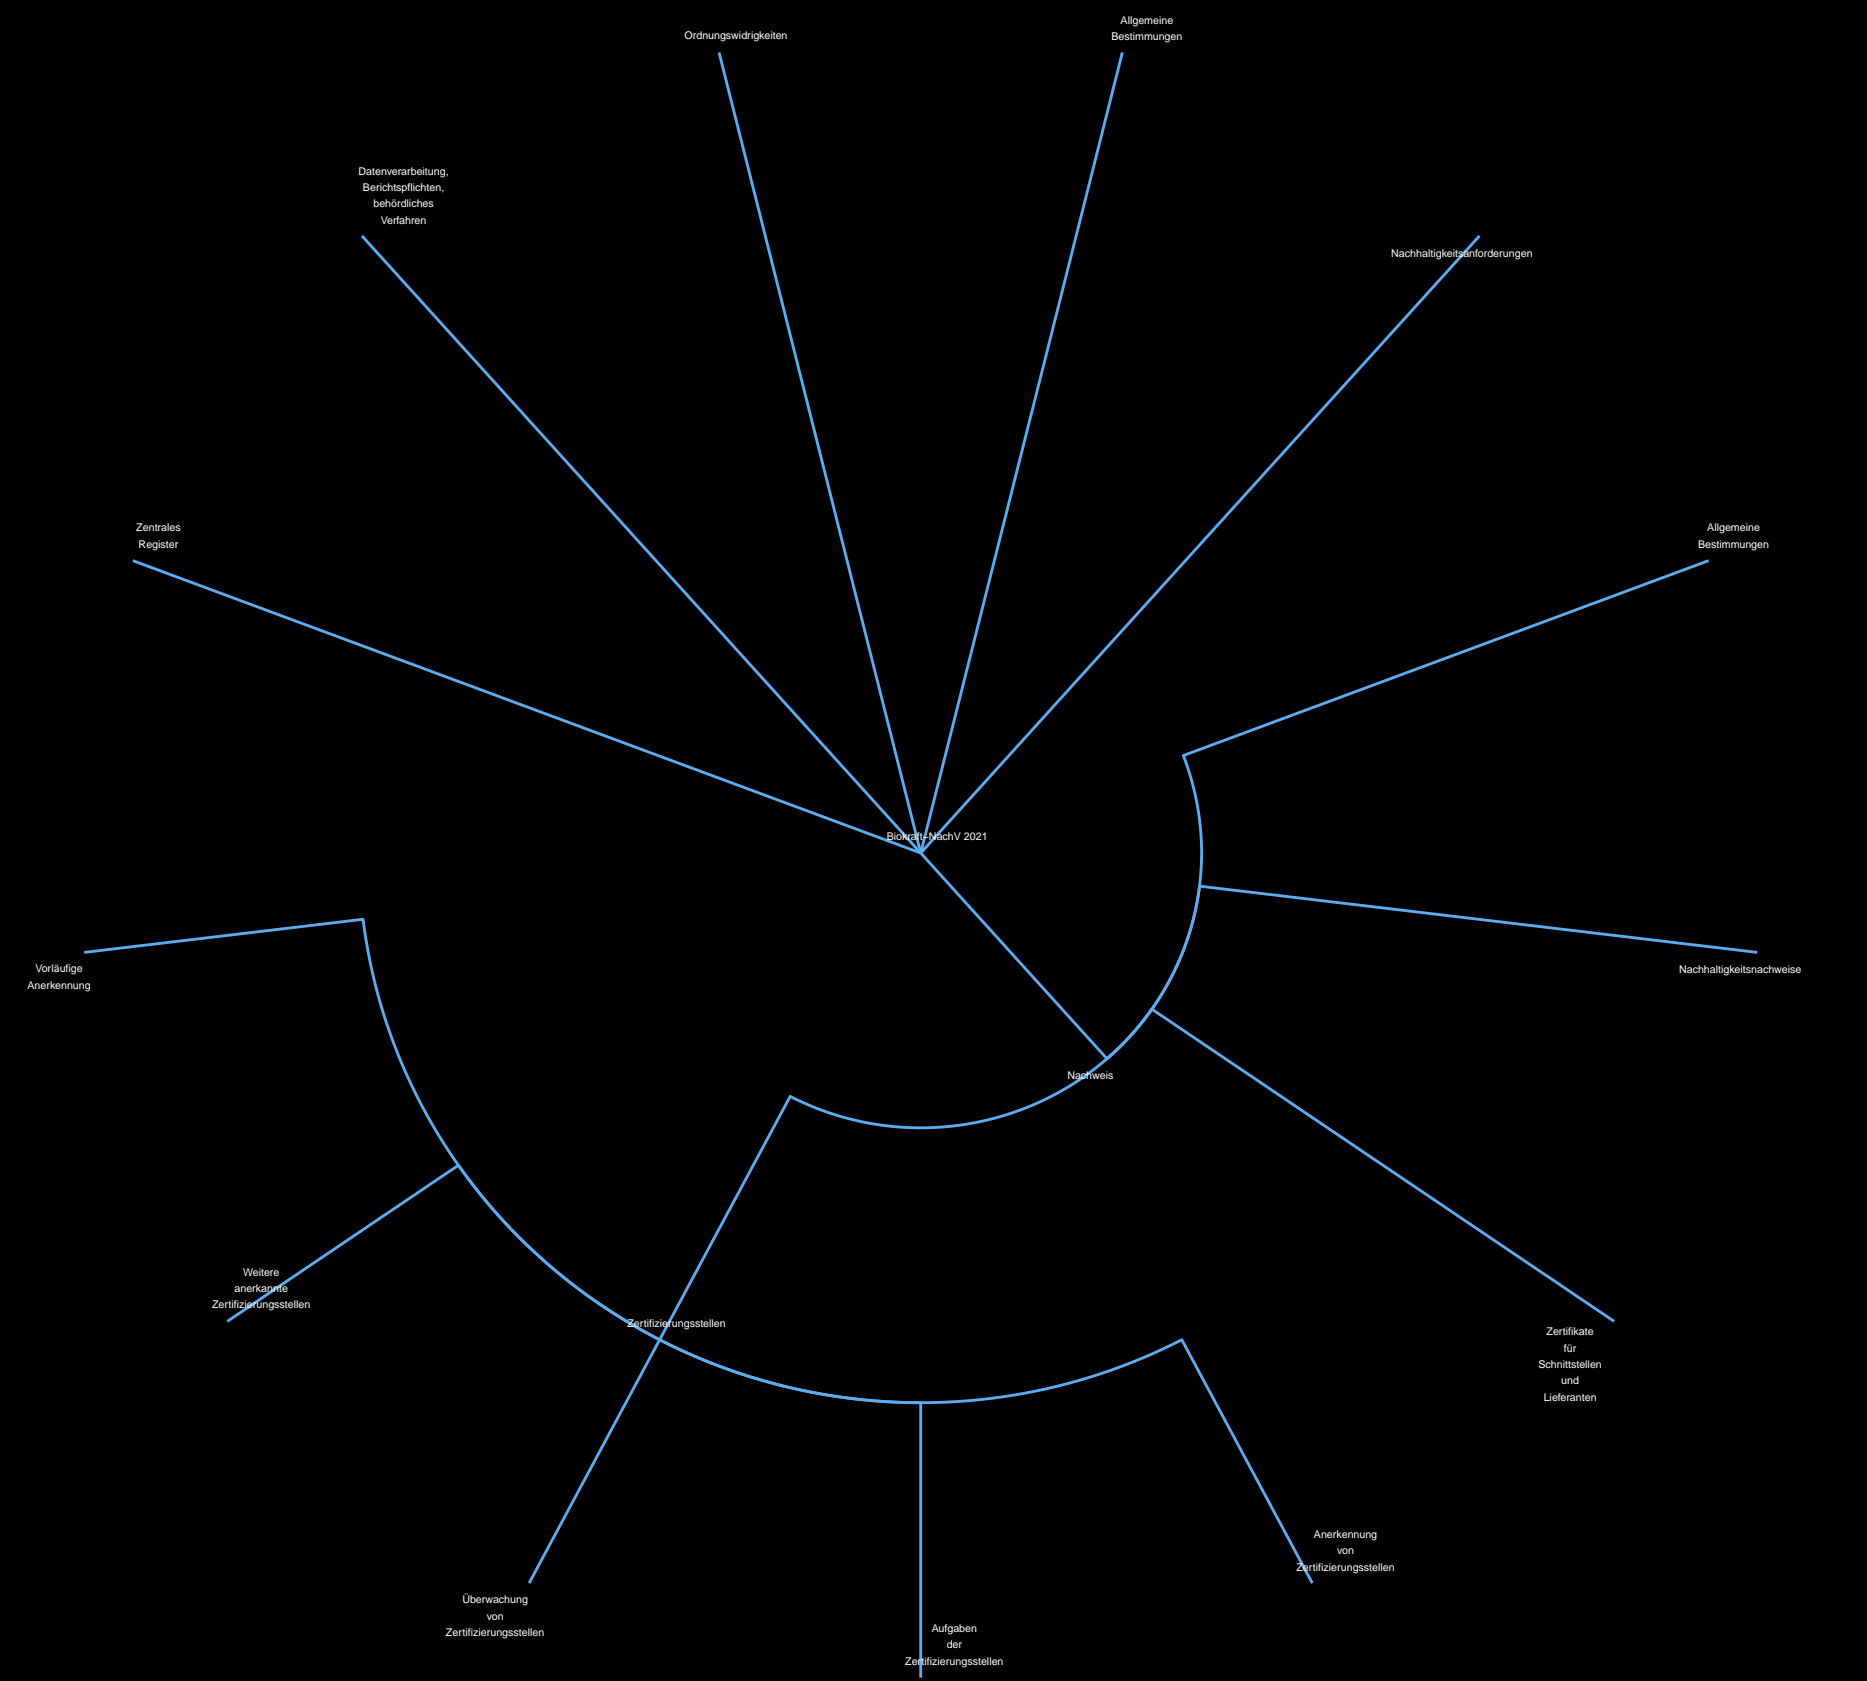 Allgemeine
Bestimmungen
Ordnungswidrigkeiten
Datenverarbeitung,
Berichtspflichten,
behördliches
Verfahren
Nachhaltigkeitsanforderungen
Zentrales
Register
Allgemeine
Bestimmungen
Biokraft-NachV 2021
Vorläufige
Anerkennung
Nachhaltigkeitsnachweise
Nachweis
Weitere
anerkannte
Zertifizierungsstellen
Zertifizierungsstellen
Zertifikate
für
Schnittstellen
und
Lieferanten
Anerkennung
von
Zertifizierungsstellen
Überwachung
von
Zertifizierungsstellen
Aufgaben
der
Zertifizierungsstellen